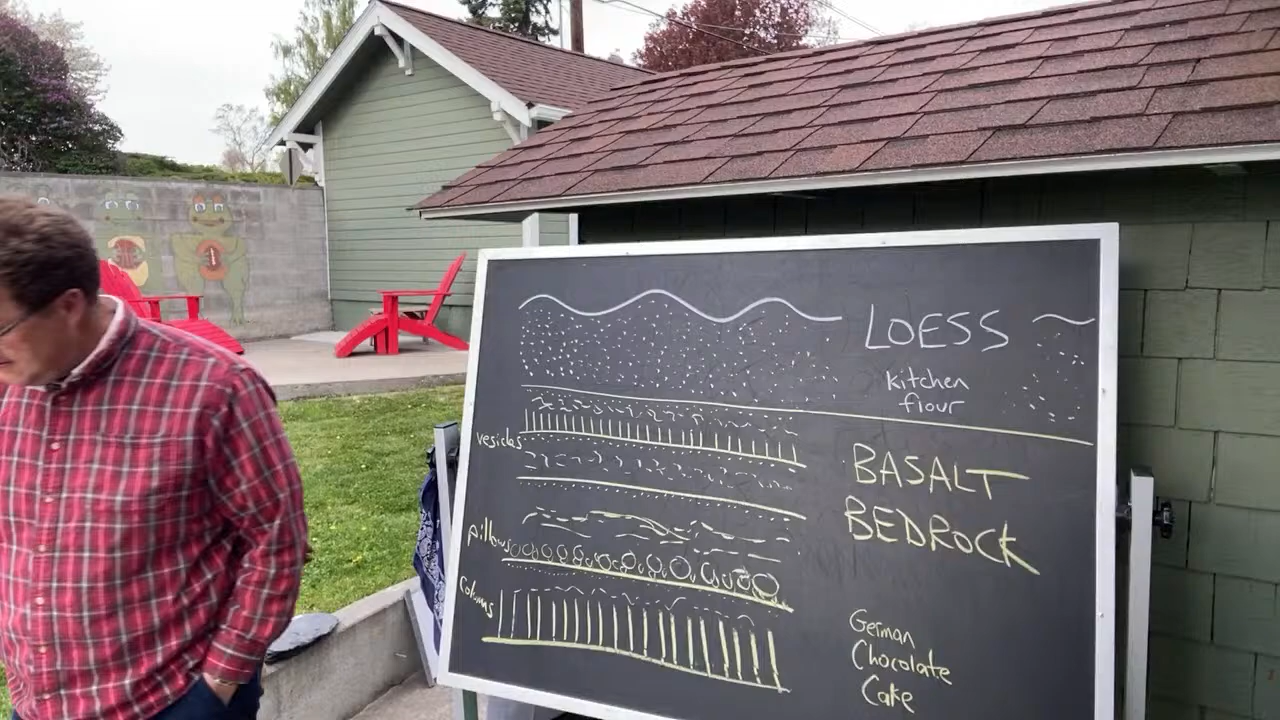 LOESS
kitchen
flour
vesicles
BASALT
BEDROCK
pillows
Columns
German
Chocolate
Cake